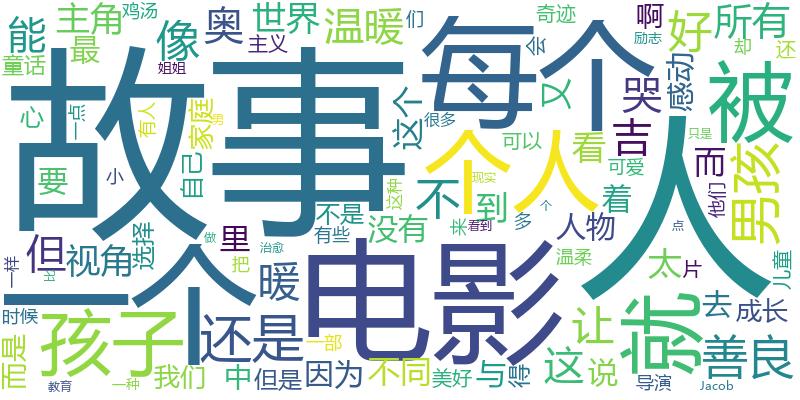 鸡汤
奇迹
主角
奥
世界
温暖
们
能
最
像
主义
会
啊
好
所有
励志
却
还
童话
姐姐
每个
感动
心
一点
故事
有人
家庭
弱
这个
很多
又
哭
被
可以
看
吉
只是
要
小
自己
这种
不
个人
现实
到
可爱
着
而
他们
男孩
人
但
视角
选择
里
不是
有些
没有
来
看到
多
个
人物
点
一样
比
一个
做
治愈
把
暖
电影
温柔
太
片
儿童
时候
孩子
还是
一部
让
这
就
去
成长
而是
教育
一种
我们
中
但是
因为
不同
美好
与
得
说
导演
Jacob
善良